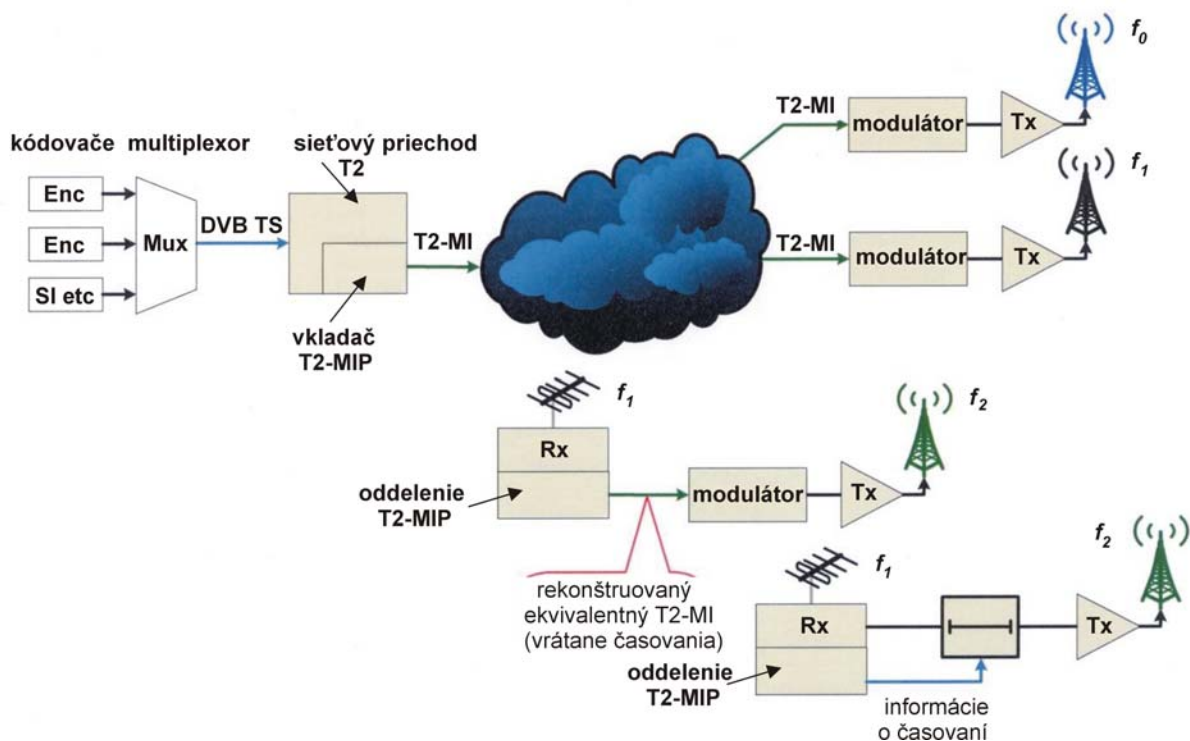 kódovače multiplexor
Enc
Enc
SI etc
Mux
DVB TS
sieťový priechod
T2
vkladač
T2-MIP
T2-MI
T2-MI
modulátor
Tx
f0
T2-MI
modulátor
Tx
f1
f1
Rx
oddelenie
T2-MIP
modulátor
Tx
f2
rekonštruovaný
ekvivalentný T2-MI
(vrátane časovania)
f1
Rx
oddelenie
T2-MIP
Tx
f2
informácie
o časovaní